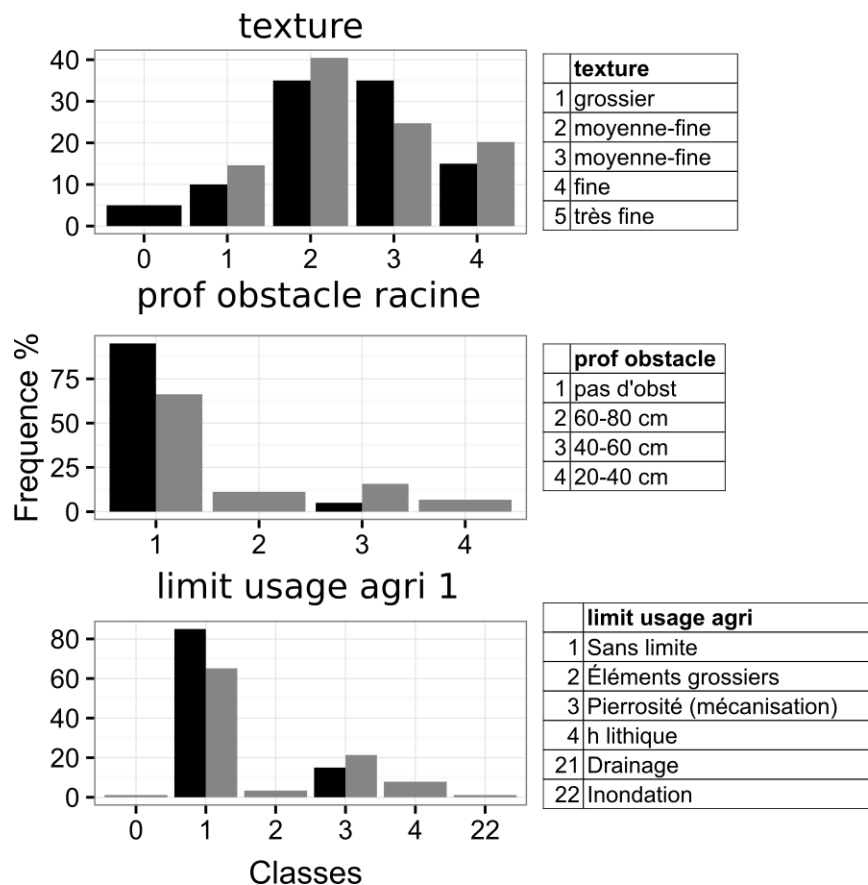 texture
40
30
20
10
0
0 1 2 3 4
texture
1 grossier
2 moyenne-fine
3 moyenne-fine
4 fine
5 très fine
prof obstacle racine
Frequence %
75
50
25
0
1 2 3 4
prof obstacle
1 pas d'obst
2 60-80 cm
3 40-60 cm
4 20-40 cm
limit usage agri 1
80
60
40
20
0
0 1 2 3 4 22
Classes
limit usage agri
1 Sans limite
2 Éléments grossiers
3 Pierrosité (mécanisation)
4 h lithique
21 Drainage
22 Inondation